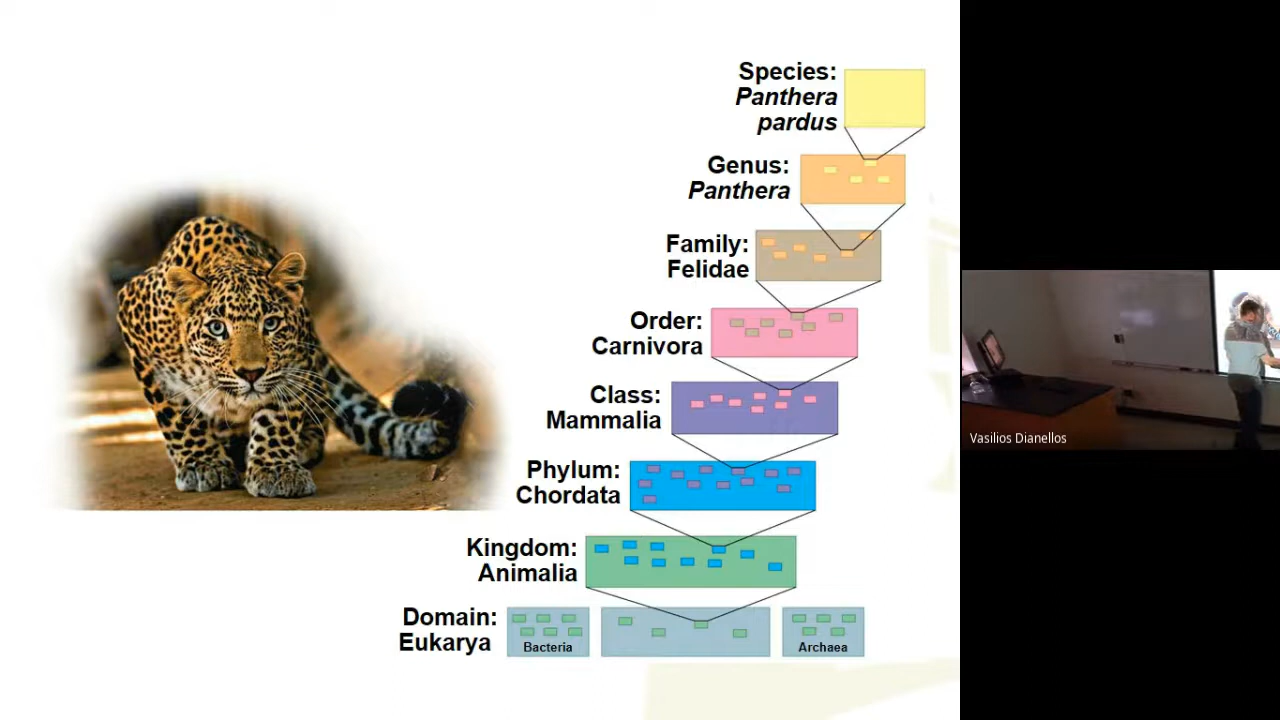 Species:
Panthera
pardus
Genus:
Panthera
Family:
Felidae
Order:
Carnivora
Class:
Mammalia
Phylum:
Chordata
Kingdom:
Animalia
Domain:
Eukarya
Bacteria
Archaea
Vasilios Dianellos